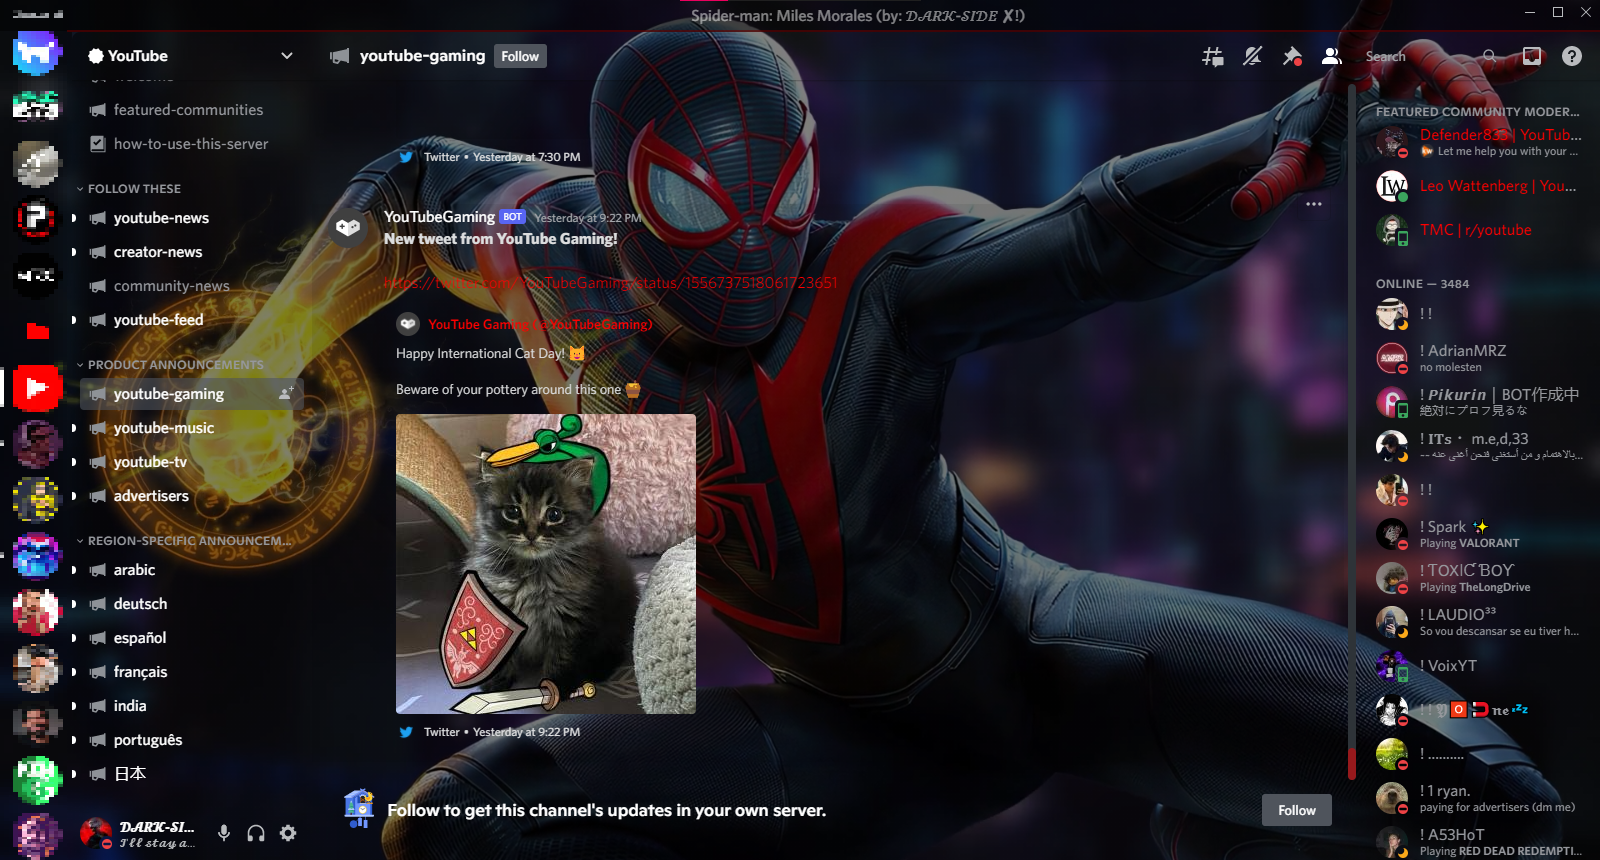 Spider-man: Miles Morales (by: 𝓓𝓐𝓡𝓚-𝓢𝓘𝓓𝓔 ✘!)
YouTube
youtube-gaming
Follow
Search
welcome
featured-communities
how-to-use-this-server
FOLLOW THESE
youtube-news
creator-news
community-news
youtube-feed
PRODUCT ANNOUNCEMENTS
youtube-gaming
youtube-music
youtube-tv
advertisers
REGION-SPECIFIC ANNOUNCEM...
arabic
deutsch
español
français
india
português
日本
𝓓𝓐𝓡𝓚-𝓢𝓘...
𝓘'𝓵𝓵 𝓼𝓽𝓪𝔂 𝓪...
Twitter • Yesterday at 7:30 PM
YouTubeGaming BOT Yesterday at 9:22 PM
New tweet from YouTube Gaming!
https://twitter.com/YouTubeGaming/status/1556737518061723651
YouTube Gaming (@YouTubeGaming)
Happy International Cat Day! 😺
Beware of your pottery around this one 🍯
Twitter • Yesterday at 9:22 PM
Follow to get this channel's updates in your own server.
Follow
FEATURED COMMUNITY MODER...
Defender833 | YouTub...
Let me help you with your ...
Leo Wattenberg | You...
TMC | r/youtube
ONLINE — 3484
! !
! AdrianMRZ
no molesten
! 𝙋𝙞𝙠𝙪𝙧𝙞𝙣 | BOT作成中
絶対にプロフ見るな
! 𝐈𝐓𝐬・ m.e,d,33
-- بالاهتمام و من أستغنى فنحن أغنى عنه...
! !
! Spark ✨
Playing VALORANT
! TOXIC BOY
Playing TheLongDrive
! LAUDIO³³
So vou descansar se eu tiver h...
! VoixYT
! ..........
! 1 ryan.
paying for advertisers (dm me)
! A53HoT
Playing RED DEAD REDEMPTI...